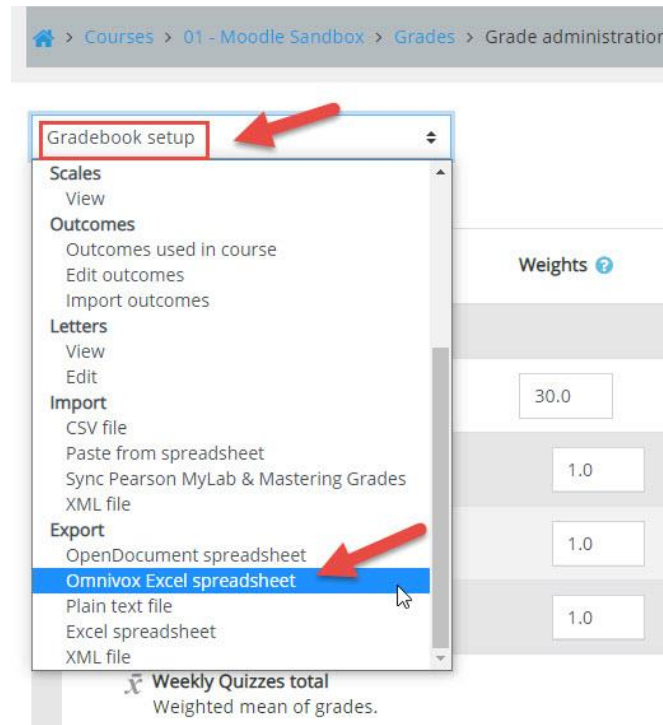 > Courses > 01 - Moodle Sandbox > Grades > Grade administration
Gradebook setup
Scales
View
Outcomes
Outcomes used in course
Edit outcomes
Import outcomes
Letters
View
Edit
Import
CSV file
Paste from spreadsheet
Sync Pearson MyLab & Mastering Grades
XML file
Export
OpenDocument spreadsheet
Omnivox Excel spreadsheet
Plain text file
Excel spreadsheet
XML file
Weights ?
30.0
1.0
1.0
1.0
x̄ Weekly Quizzes total
Weighted mean of grades.